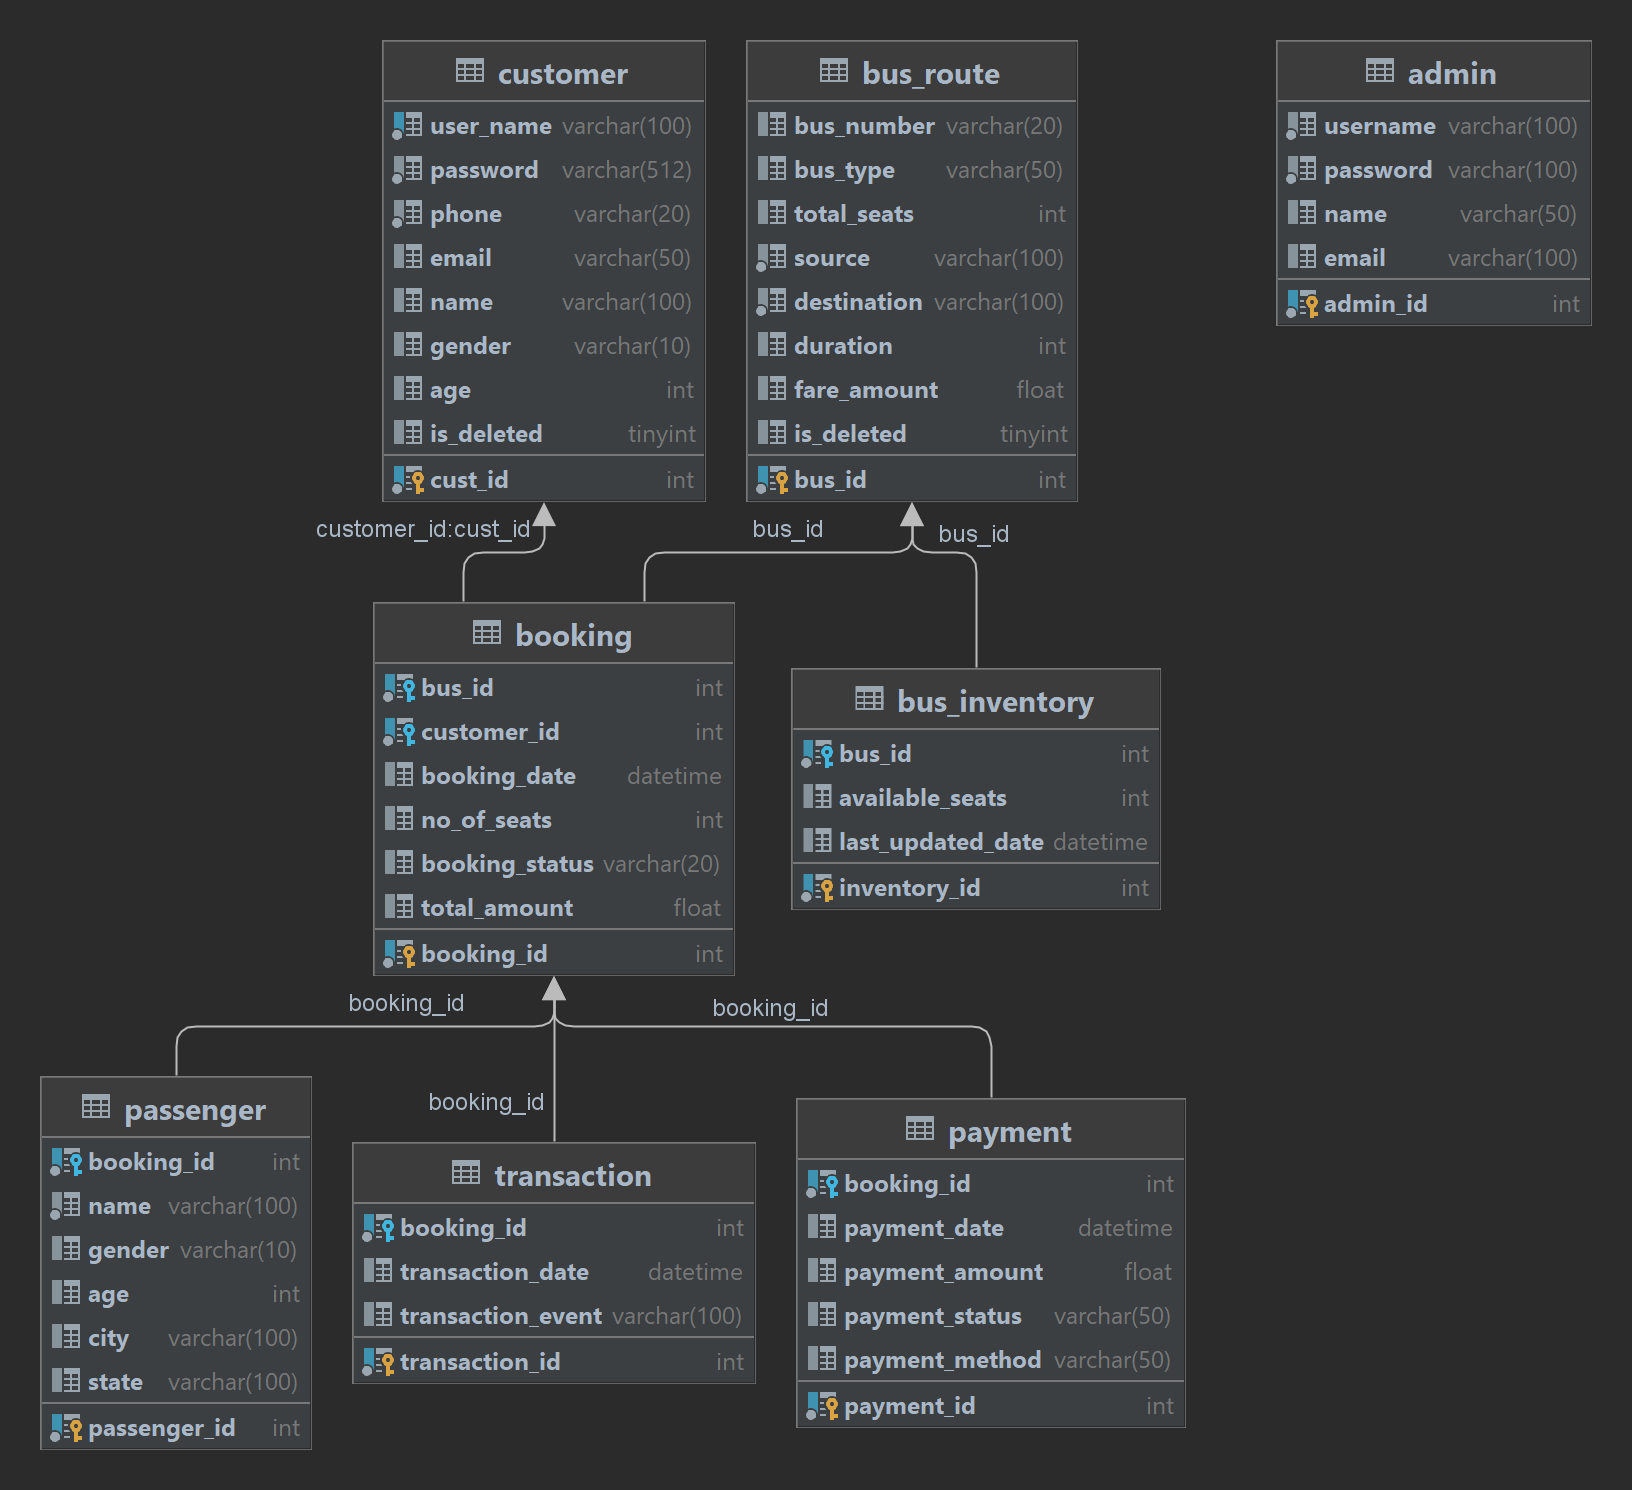 customer
user_name varchar(100)
password varchar(512)
phone varchar(20)
email varchar(50)
name varchar(100)
gender varchar(10)
age int
is_deleted tinyint
cust_id int
bus_route
bus_number varchar(20)
bus_type varchar(50)
total_seats int
source varchar(100)
destination varchar(100)
duration int
fare_amount float
is_deleted tinyint
bus_id int
admin
username varchar(100)
password varchar(100)
name varchar(50)
email varchar(100)
admin_id int
customer_id:cust_id
bus_id
bus_id
booking
bus_id int
customer_id int
booking_date datetime
no_of_seats int
booking_status varchar(20)
total_amount float
booking_id int
bus_inventory
bus_id int
available_seats int
last_updated_date datetime
inventory_id int
booking_id
booking_id
booking_id
passenger
booking_id int
name varchar(100)
gender varchar(10)
age int
city varchar(100)
state varchar(100)
passenger_id int
transaction
booking_id int
transaction_date datetime
transaction_event varchar(100)
transaction_id int
payment
booking_id int
payment_date datetime
payment_amount float
payment_status varchar(50)
payment_method varchar(50)
payment_id int